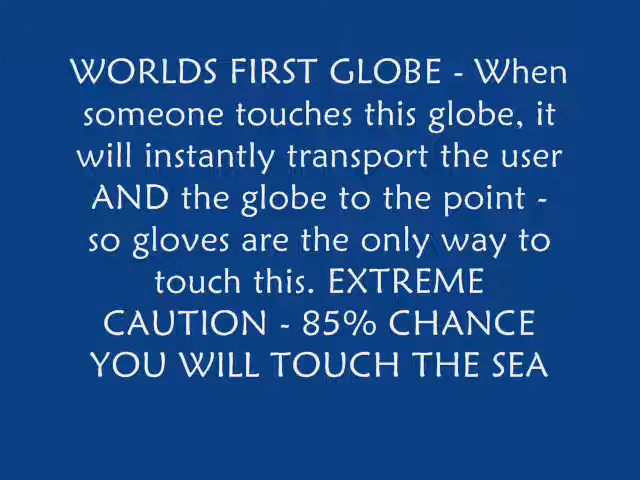 WORLDS FIRST GLOBE - When
someone touches this globe, it
will instantly transport the user
AND the globe to the point -
so gloves are the only way to
touch this. EXTREME
CAUTION - 85% CHANCE
YOU WILL TOUCH THE SEA